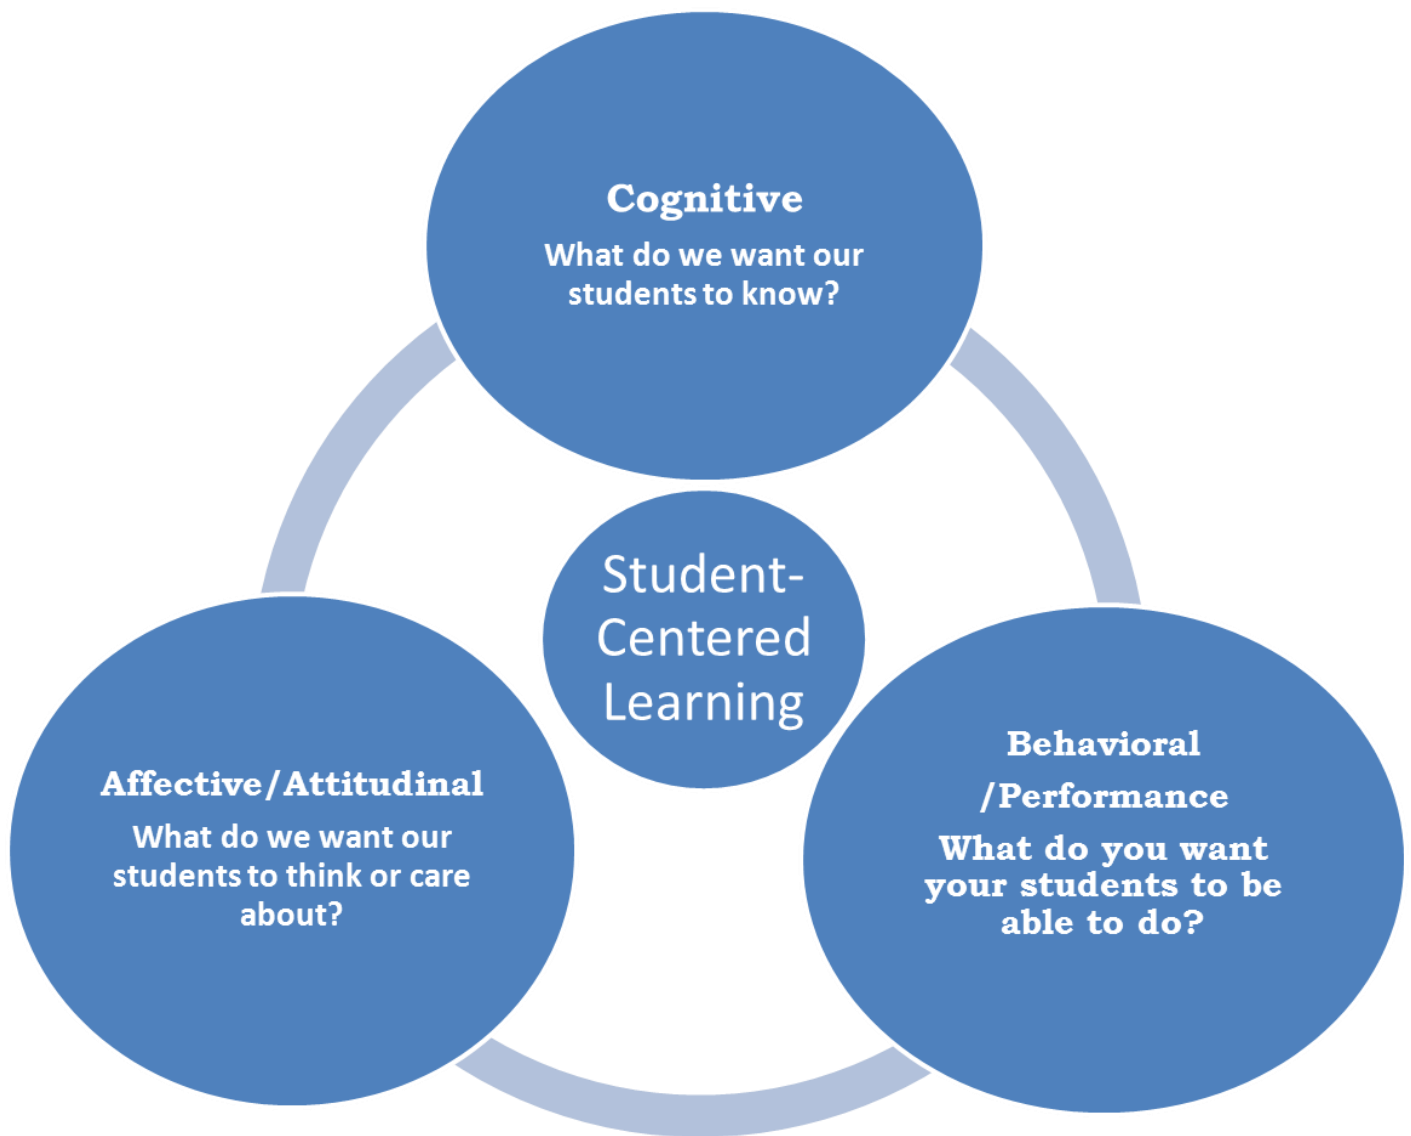 Cognitive
What do we want our
students to know?
Student-
Centered
Learning
Affective/Attitudinal
What do we want our
students to think or care
about?
Behavioral
/Performance
What do you want
your students to be
able to do?